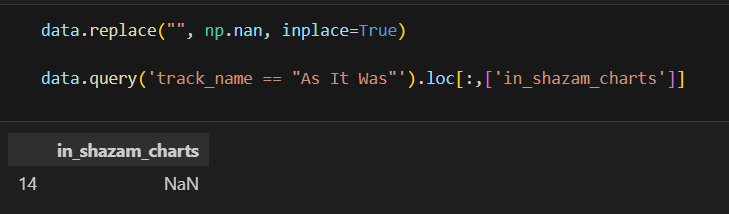 data.replace("", np.nan, inplace=True)
data.query('track_name == "As It Was"').loc[:,['in_shazam_charts']]
in_shazam_charts
14 NaN